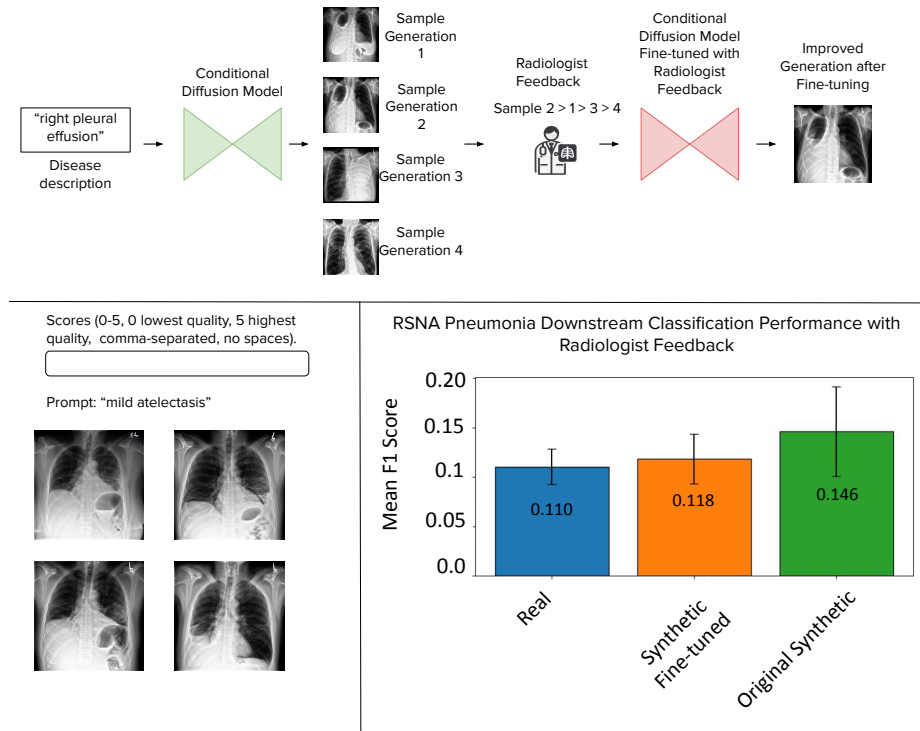 “right pleural
effusion”
Disease
description
Conditional
Diffusion Model
Sample
Generation
1
Sample
Generation
2
Sample
Generation 3
Sample
Generation 4
Radiologist
Feedback
Sample 2 > 1 > 3 > 4
Conditional
Diffusion Model
Fine-tuned with
Radiologist
Feedback
Improved
Generation after
Fine-tuning
Scores (0-5, 0 lowest quality, 5 highest
quality, comma-separated, no spaces).
Prompt: “mild atelectasis”
RSNA Pneumonia Downstream Classification Performance with
Radiologist Feedback
Mean F1 Score
0.20
0.15
0.1
0.05
0.0
0.110
0.118
0.146
Real
Synthetic
Fine-tuned
Original Synthetic